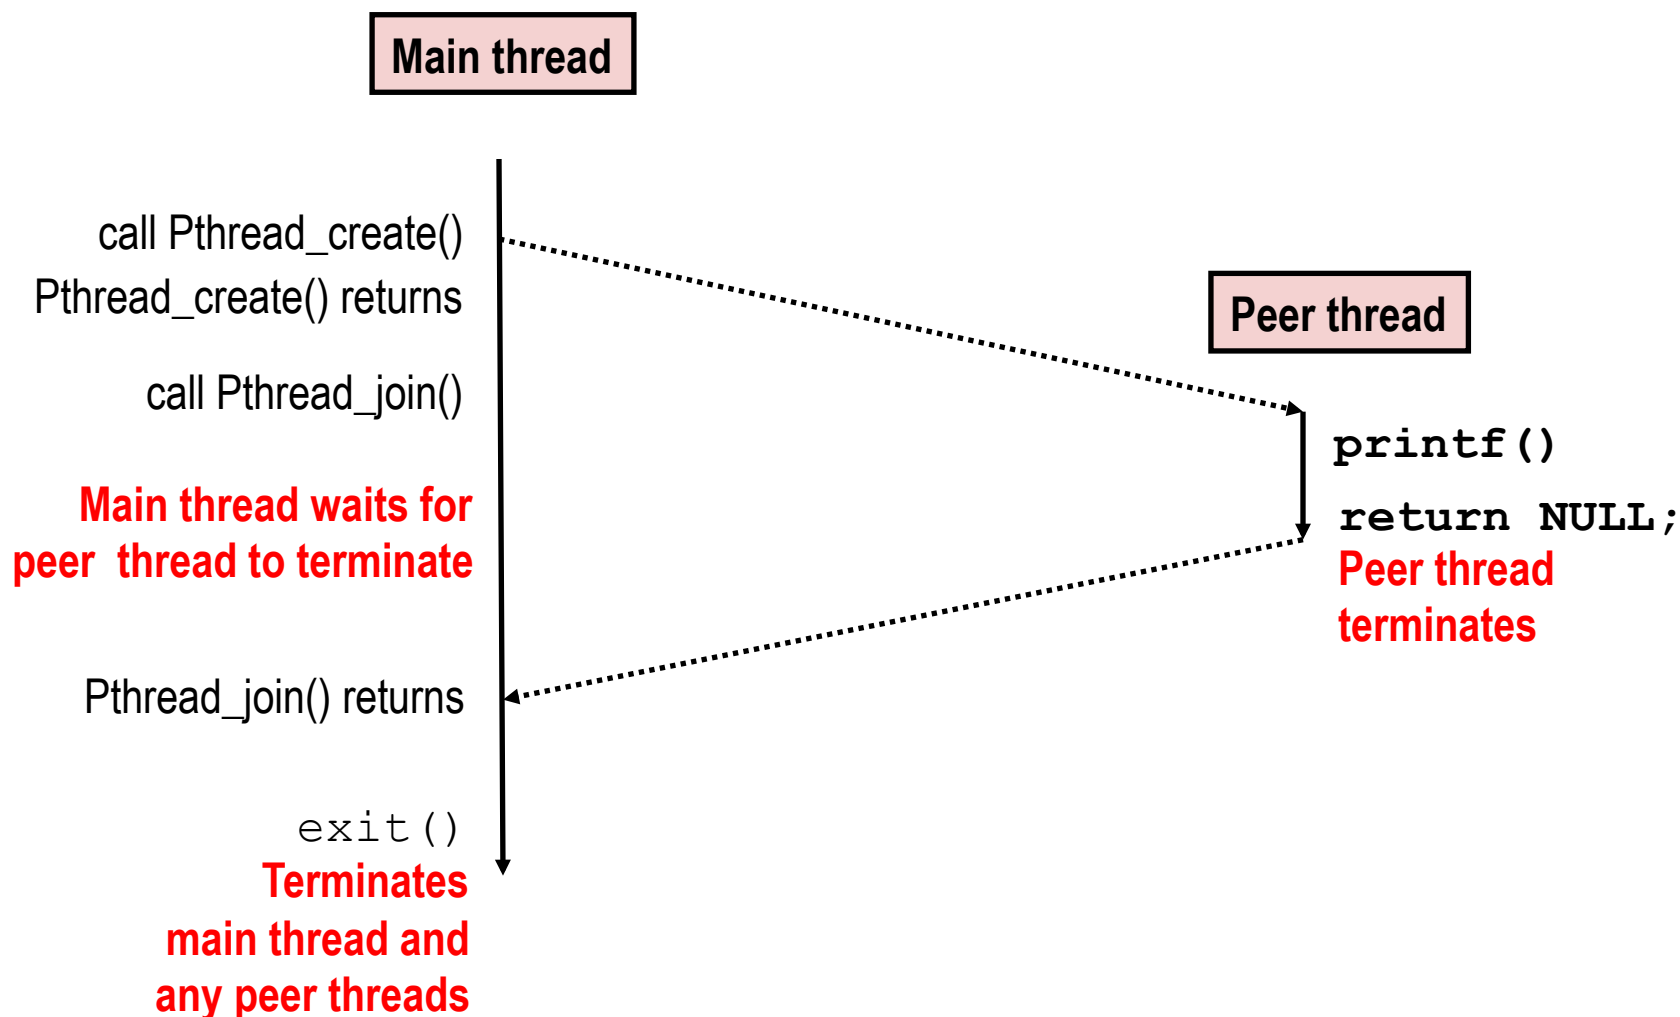 Main thread
call Pthread_create()
Pthread_create() returns
call Pthread_join()
Main thread waits for
peer thread to terminate
Pthread_join() returns
exit()
Terminates
main thread and
any peer threads
Peer thread
printf()
return NULL;
Peer thread
terminates